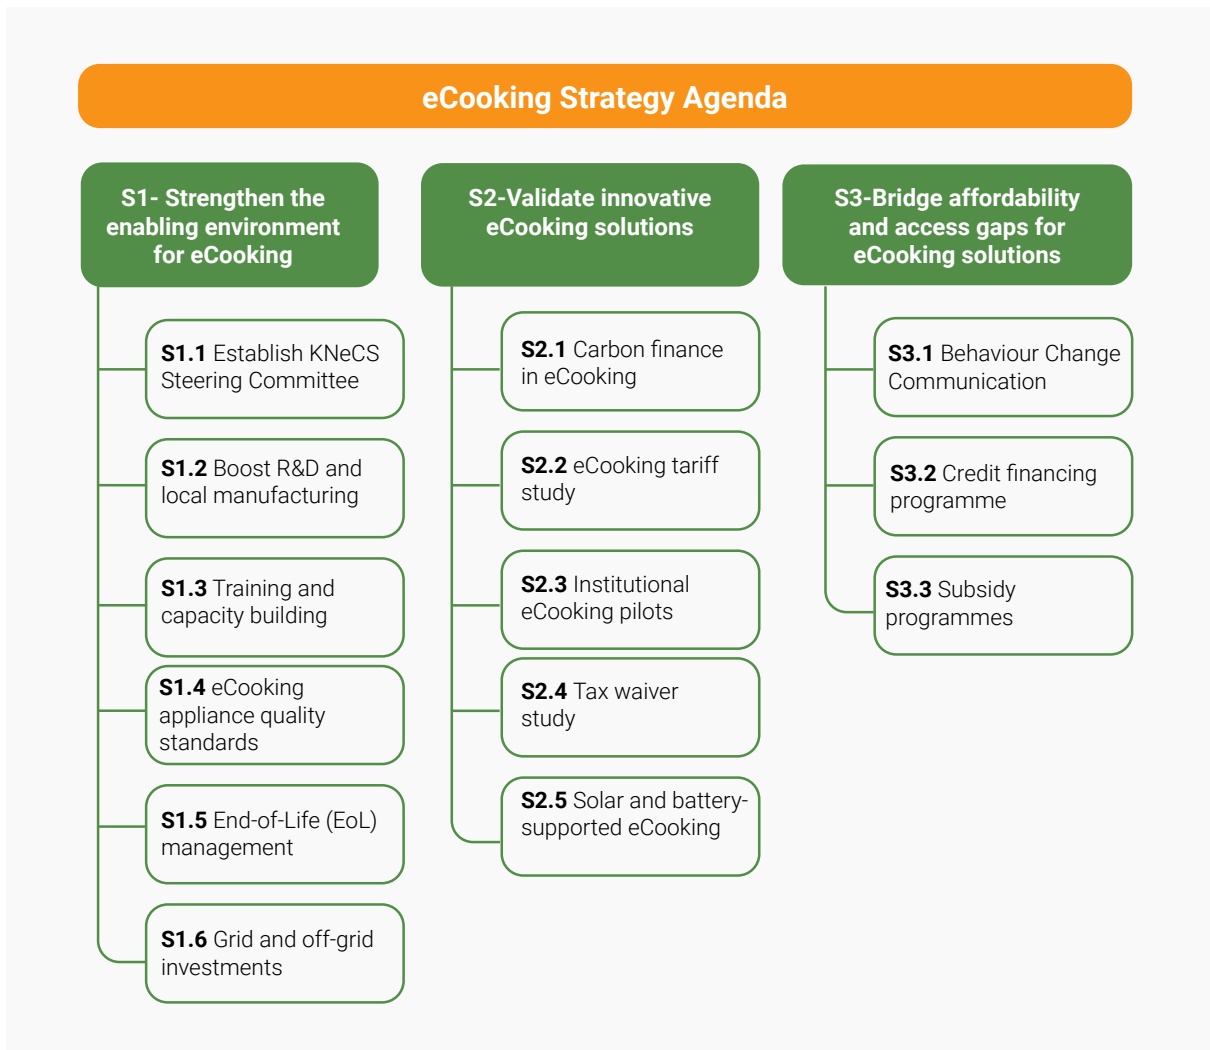 eCooking Strategy Agenda
S1- Strengthen the
enabling environment
for eCooking
S1.1 Establish KNeCS
Steering Committee
S1.2 Boost R&D and
local manufacturing
S1.3 Training and
capacity building
S1.4 eCooking
appliance quality
standards
S1.5 End-of-Life (EoL)
management
S1.6 Grid and off-grid
investments
S2-Validate innovative
eCooking solutions
S2.1 Carbon finance
in eCooking
S2.2 eCooking tariff
study
S2.3 Institutional
eCooking pilots
S2.4 Tax waiver
study
S2.5 Solar and battery-
supported eCooking
S3-Bridge affordability
and access gaps for
eCooking solutions
S3.1 Behaviour Change
Communication
S3.2 Credit financing
programme
S3.3 Subsidy
programmes